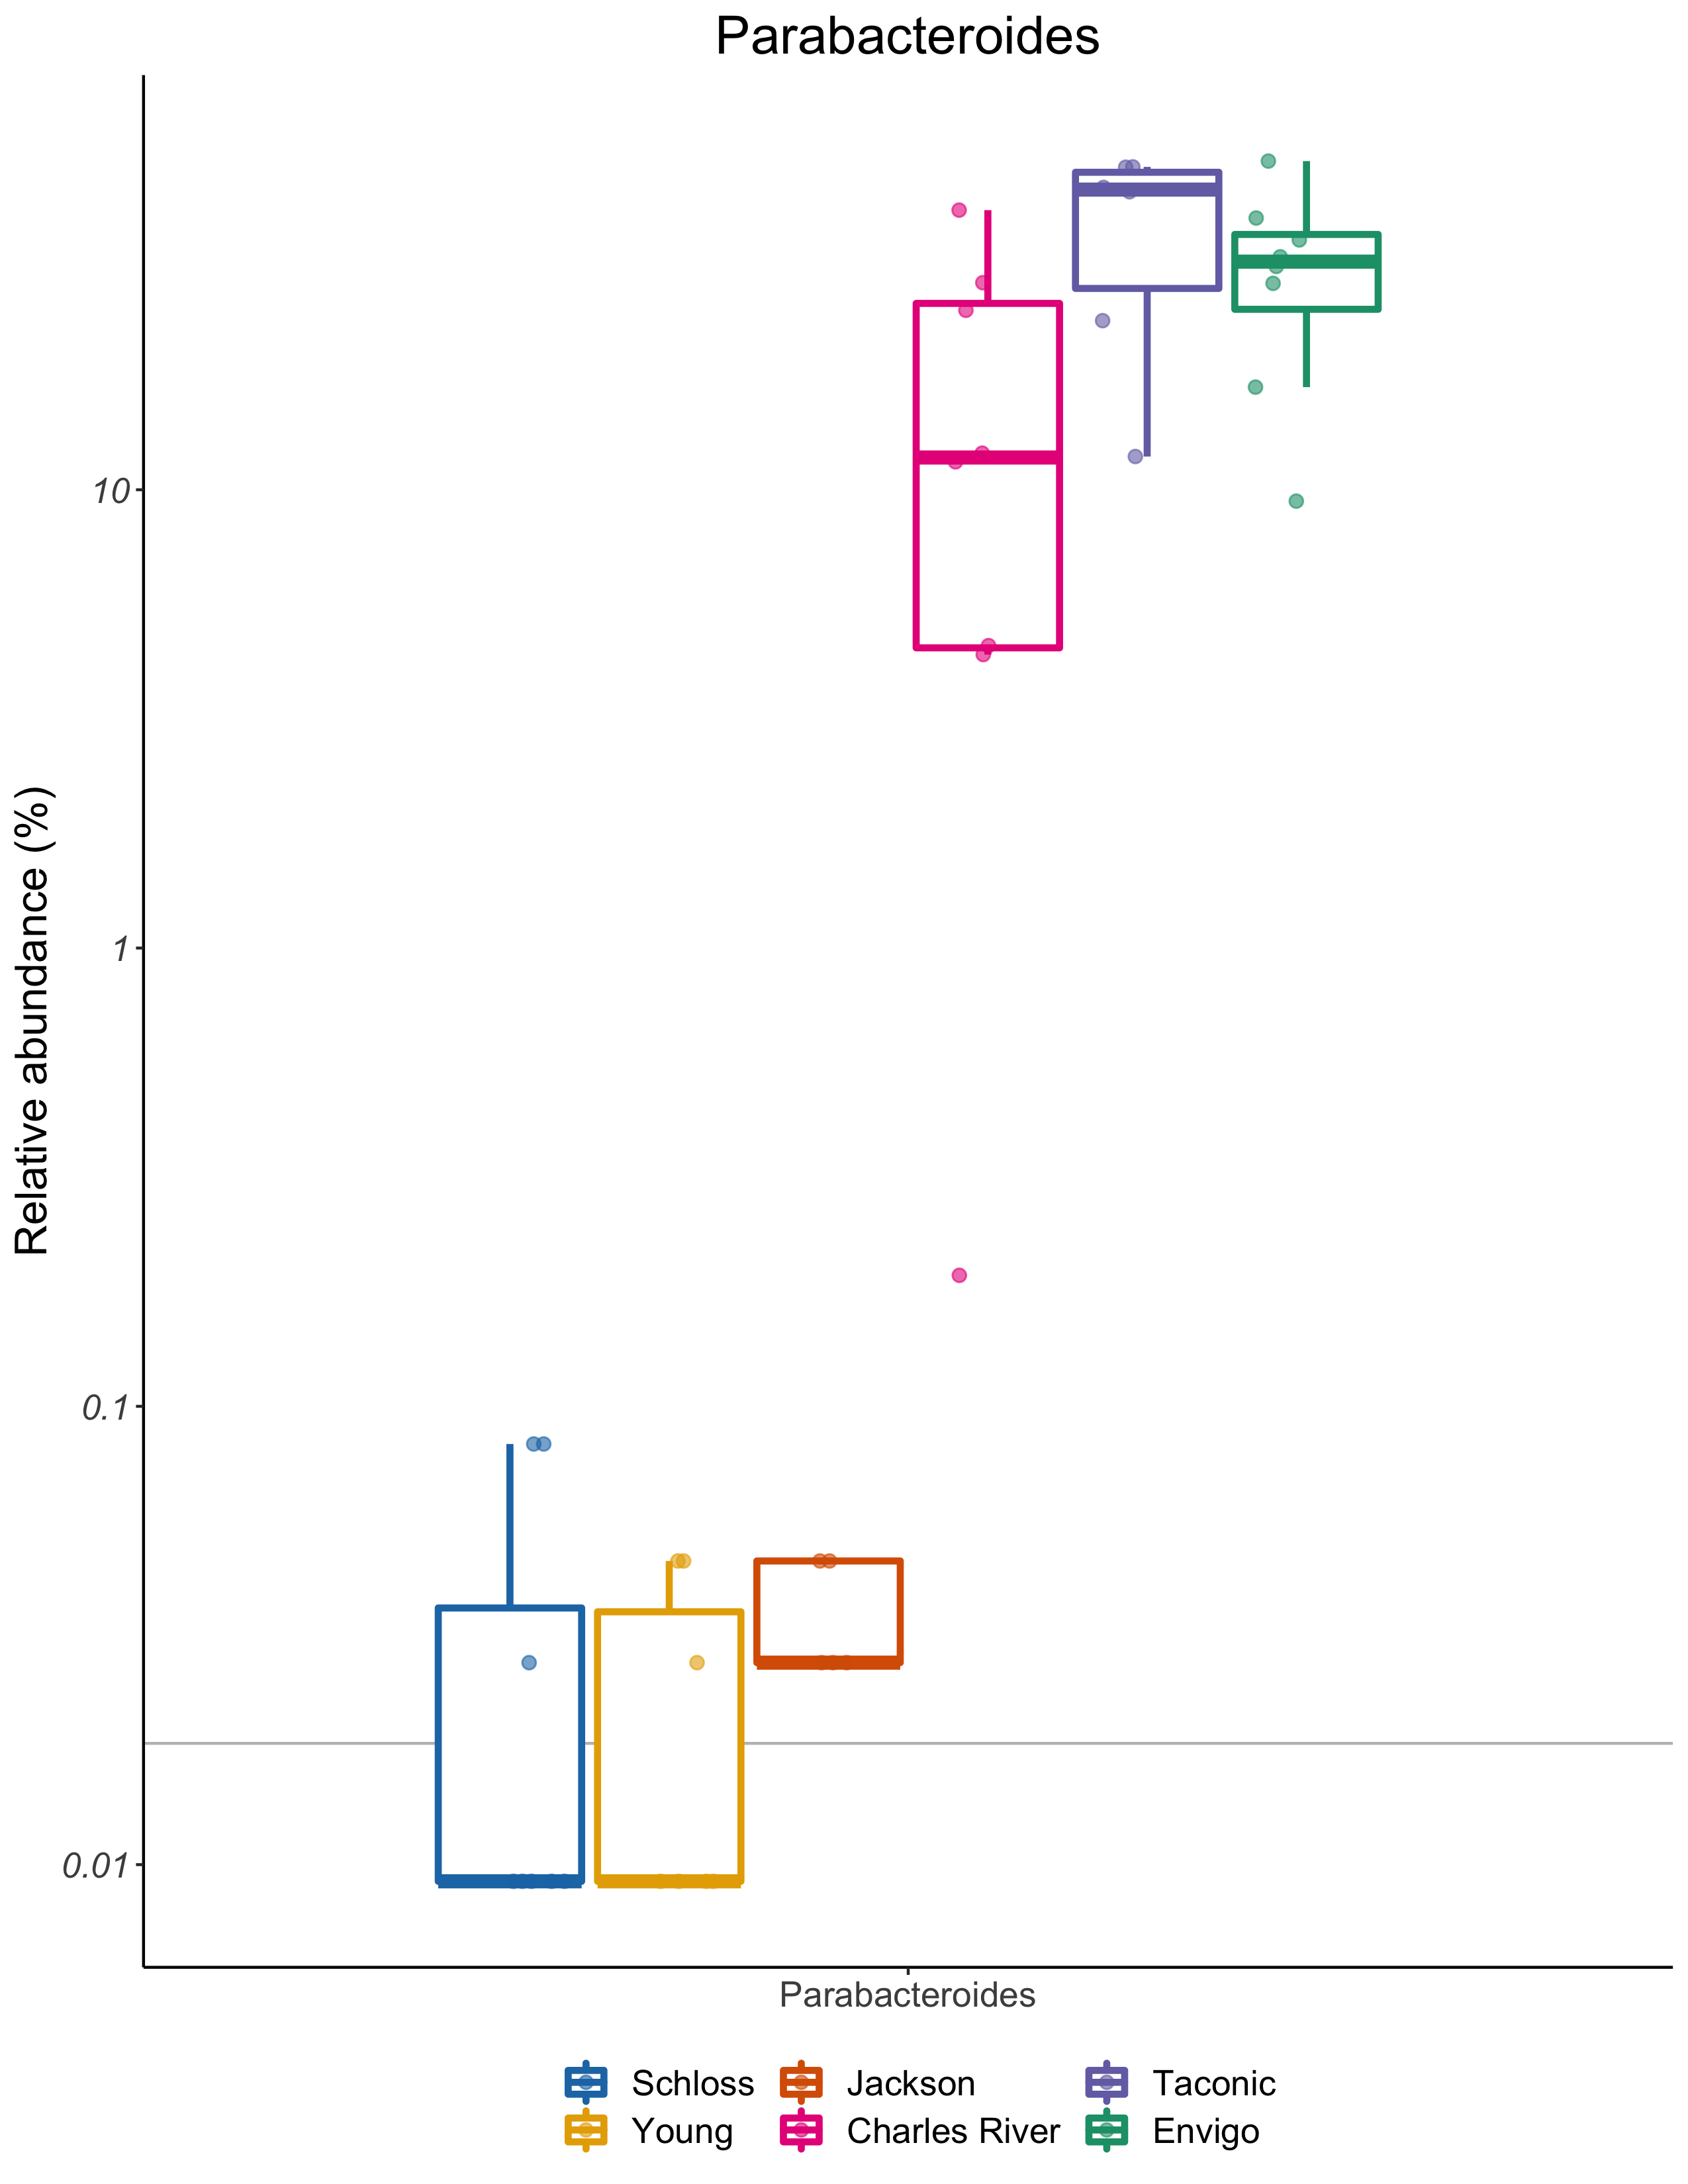 Parabacteroides
Relative abundance (%)
10
1
0.1
0.01
Parabacteroides
Schloss
Jackson
Taconic
Young
Charles River
Envigo